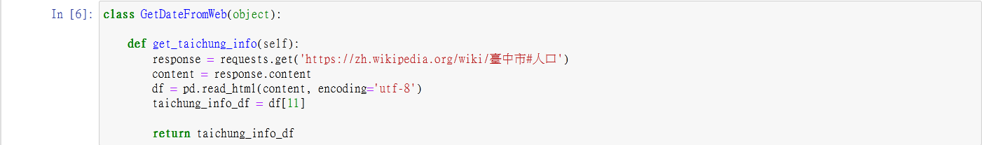 In [6]: class GetDateFromWeb(object):
def get_taichung_info(self):
response = requests.get('https://zh.wikipedia.org/wiki/臺中市#人口')
content = response.content
df = pd.read_html(content, encoding='utf-8')
taichung_info_df = df[11]
return taichung_info_df